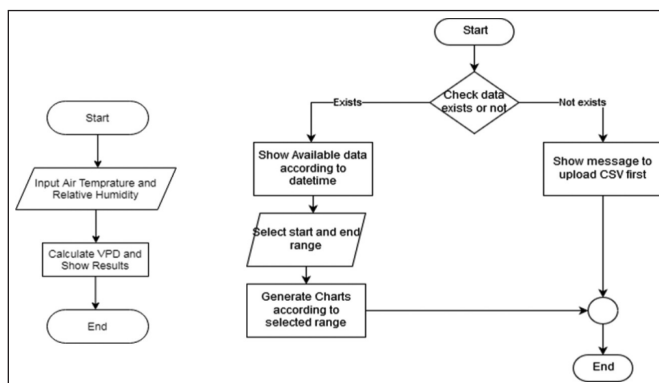 Start
Input Air Temprature and
Relative Humidity
Calculate VPD and
Show Results
End
Start
Check data
exists or not
Exists
Not exists
Show Available data
according to
datetime
Select start and end
range
Generate Charts
according to
selected range
Show message to
upload CSV first
End